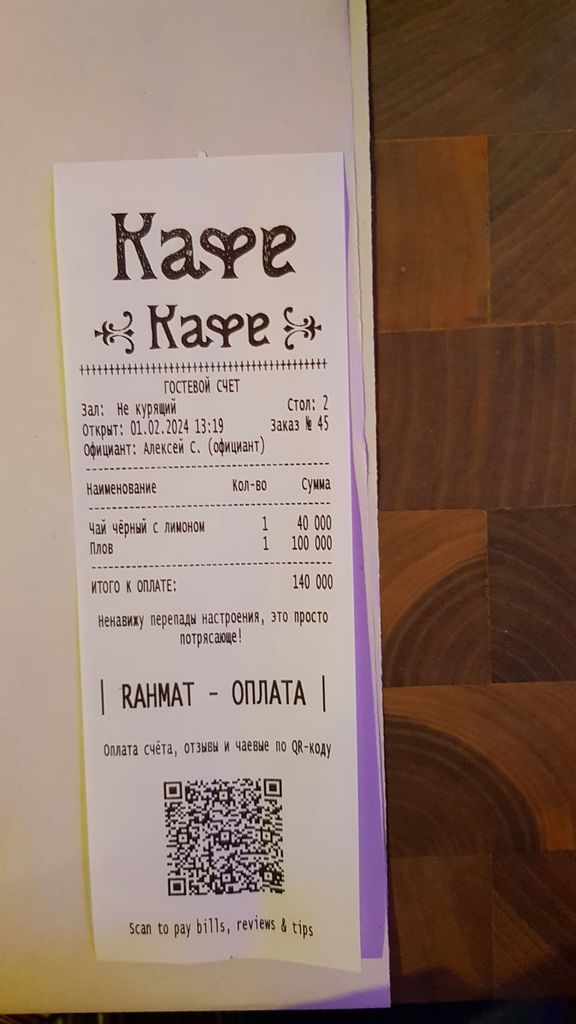 Кафе
Кафе
ГОСТЕВОЙ СЧЕТ
Зал: Не курящий Стол: 2
Открыт: 01.02.2024 13:19 Заказ № 45
Официант: Алексей С. (официант)
Наименование Кол-во Сумма
Чай чёрный с лимоном 1 40 000
Плов 1 100 000
ИТОГО К ОПЛАТЕ: 140 000
Ненавижу перепады настроения, это просто
потрясающе!
| RAHMAT - ОПЛАТА |
Оплата счёта, отзывы и чаевые по QR-коду
Scan to pay bills, reviews & tips